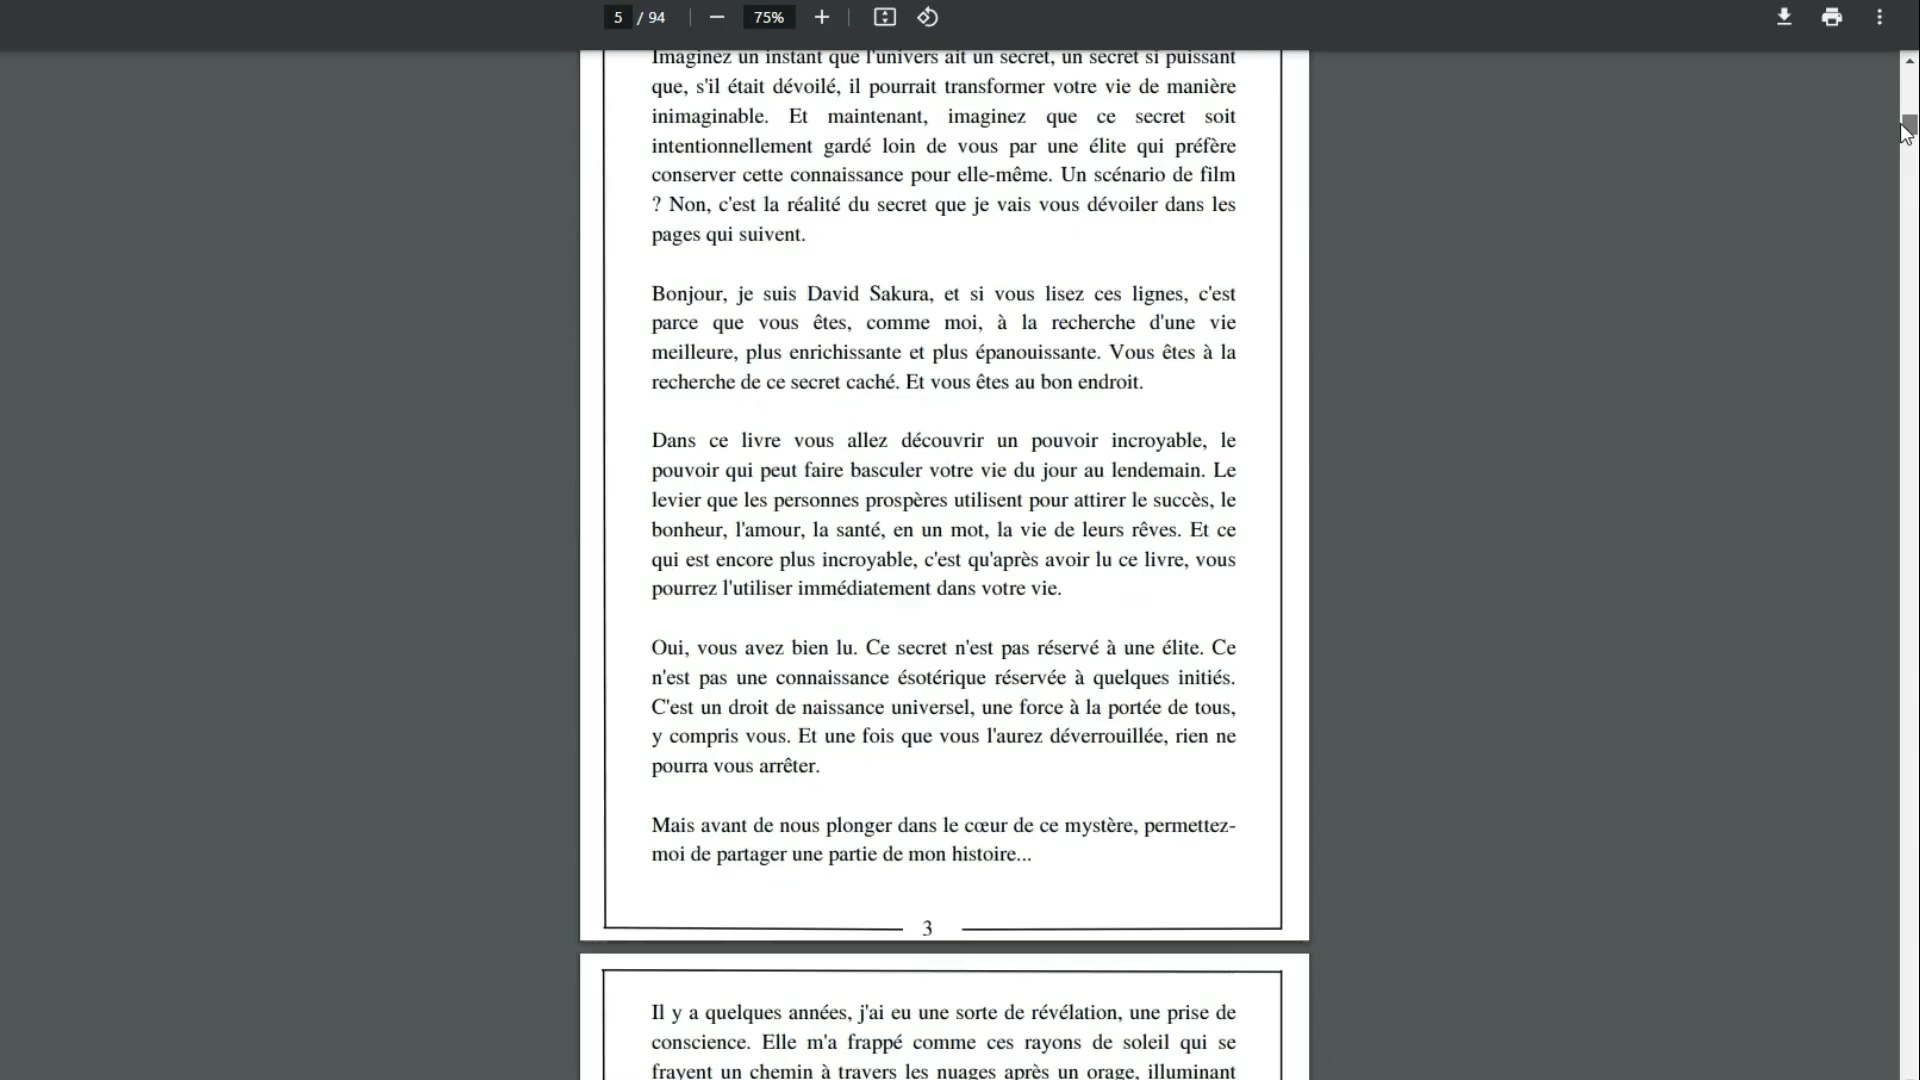 5 / 94
75%
Imaginez un instant que l'univers ait un secret, un secret si puissant
que, s'il était dévoilé, il pourrait transformer votre vie de manière
inimaginable. Et maintenant, imaginez que ce secret soit
intentionnellement gardé loin de vous par une élite qui préfère
conserver cette connaissance pour elle-même. Un scénario de film
? Non, c'est la réalité du secret que je vais vous dévoiler dans les
pages qui suivent.
Bonjour, je suis David Sakura, et si vous lisez ces lignes, c'est
parce que vous êtes, comme moi, à la recherche d'une vie
meilleure, plus enrichissante et plus épanouissante. Vous êtes à la
recherche de ce secret caché. Et vous êtes au bon endroit.
Dans ce livre vous allez découvrir un pouvoir incroyable, le
pouvoir qui peut faire basculer votre vie du jour au lendemain. Le
levier que les personnes prospères utilisent pour attirer le succès, le
bonheur, l'amour, la santé, en un mot, la vie de leurs rêves. Et ce
qui est encore plus incroyable, c'est qu'après avoir lu ce livre, vous
pourrez l'utiliser immédiatement dans votre vie.
Oui, vous avez bien lu. Ce secret n'est pas réservé à une élite. Ce
n'est pas une connaissance ésotérique réservée à quelques initiés.
C'est un droit de naissance universel, une force à la portée de tous,
y compris vous. Et une fois que vous l'aurez déverrouillée, rien ne
pourra vous arrêter.
Mais avant de nous plonger dans le cœur de ce mystère, permettez-
moi de partager une partie de mon histoire...
3
Il y a quelques années, j'ai eu une sorte de révélation, une prise de
conscience. Elle m'a frappé comme ces rayons de soleil qui se
frayent un chemin à travers les nuages après un orage, illuminant